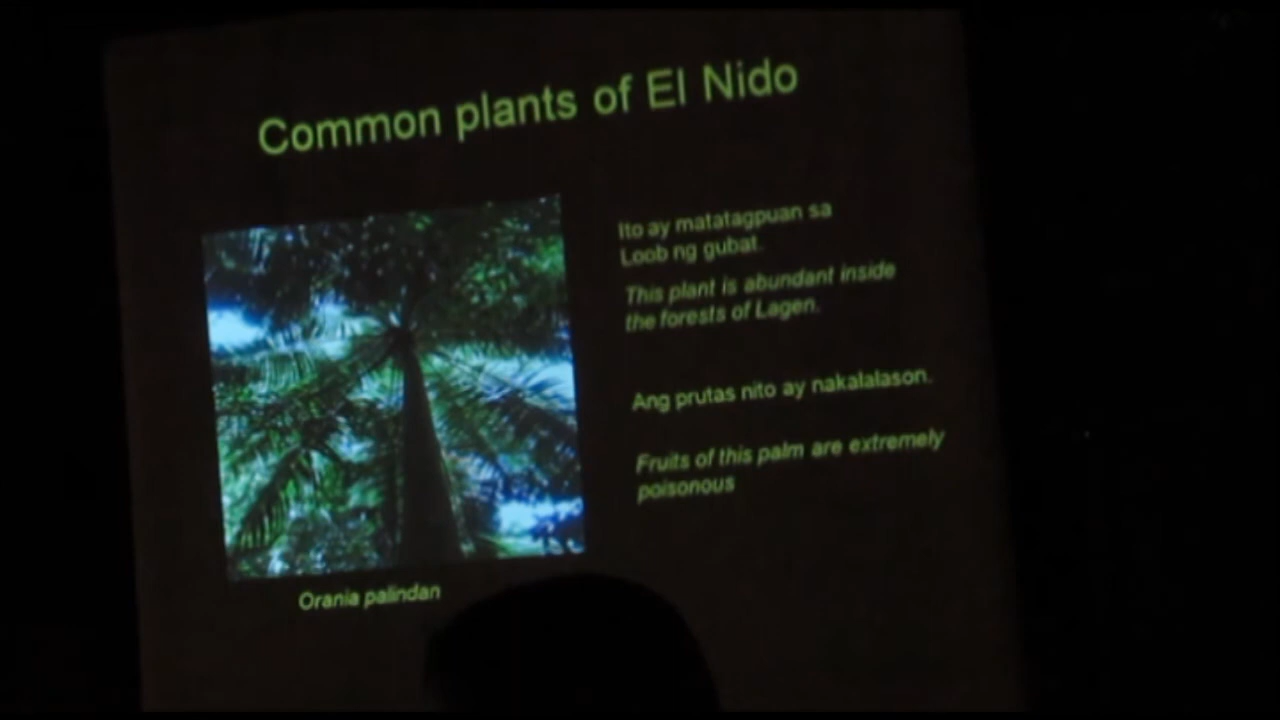 Common plants of El Nido
Ito ay matatagpuan sa
Loob ng gubat.
This plant is abundant inside
the forests of Lagen.
Ang prutas nito ay nakalalason.
Fruits of this palm are extremely
poisonous
Orania palindan